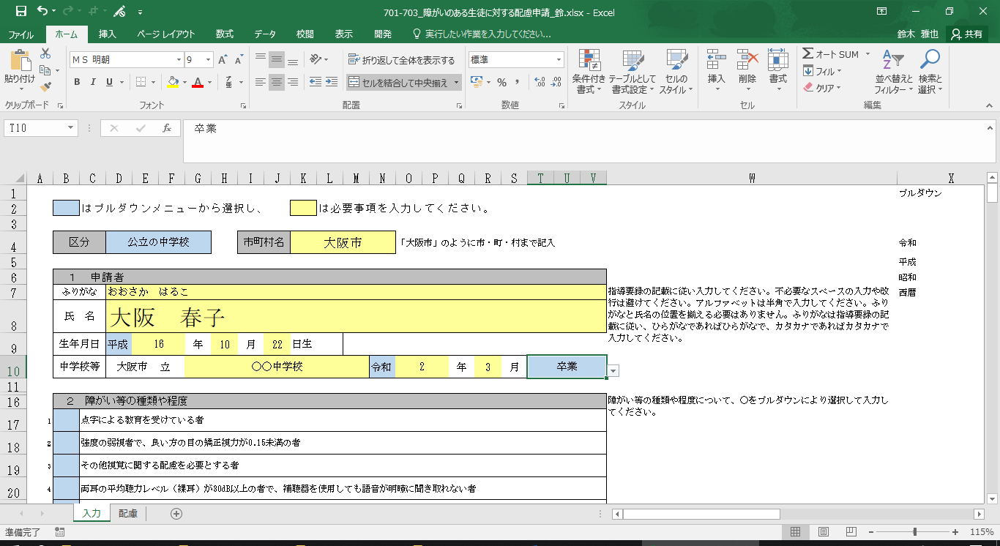 701-703_障がいのある生徒に対する配慮申請_鈴.xlsx - Excel
ファイル ホーム 挿入 ページ レイアウト 数式 データ 校閲 表示 開発 実行したい作業を入力してください... 鈴木 雅也 共有
貼り付け ＭＳ 明朝 9 A A 折り返して全体を表示する 標準 条件付き書式 テーブルとして書式設定 セルのスタイル 挿入 削除 書式 Σ オート SUM フィル クリア 並べ替えとフィルター 検索と選択
B I U A セルを結合して中央揃え %
クリップボード フォント 配置 数値 スタイル セル 編集
T10 fx 卒業
A B C D E F G H I J K L M N O P Q R S T U V W X
1 プルダウン
2 はプルダウンメニューから選択し、 は必要事項を入力してください。
3
4 区分 公立の中学校 市町村名 大阪市 「大阪市」のように市・町・村まで記入 令和
5 平成
6 1 申請者 昭和
7 ふりがな おおさか はるこ 西暦
指導要録の記載に従い入力してください。不必要なスペースの入力や改
行は避けてください。アルファベットは半角で入力してください。ふり
がなと氏名の位置を揃える必要はありません。ふりがなは指導要録の記
載に従い、ひらがなであればひらがなで、カタカナであればカタカナで
入力してください。
8 氏 名 大阪 春子
9 生年月日 平成 16 年 10 月 22 日生
10 中学校等 大阪市 立 〇〇中学校 令和 2 年 3 月 卒業
11
16 2 障がい等の種類や程度
障がい等の種類や程度について、〇をプルダウンにより選択して入力し
てください。
17 1 点字による教育を受けている者
18 2 強度の弱視者で、良い方の目の矯正視力が0.15未満の者
19 3 その他視覚に関する配慮を必要とする者
20 4 両耳の平均聴力レベル（裸耳）が30dB以上の者で、補聴器を使用しても語音が明瞭に聞き取れない者
入力 配慮
準備完了 115%